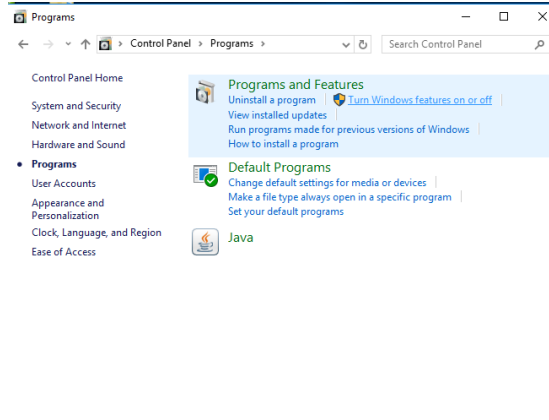 Programs
Control Panel > Programs >
Search Control Panel
Control Panel Home
System and Security
Network and Internet
Hardware and Sound
Programs
User Accounts
Appearance and
Personalization
Clock, Language, and Region
Ease of Access
Programs and Features
Uninstall a program
Turn Windows features on or off
View installed updates
Run programs made for previous versions of Windows
How to install a program
Default Programs
Change default settings for media or devices
Make a file type always open in a specific program
Set your default programs
Java